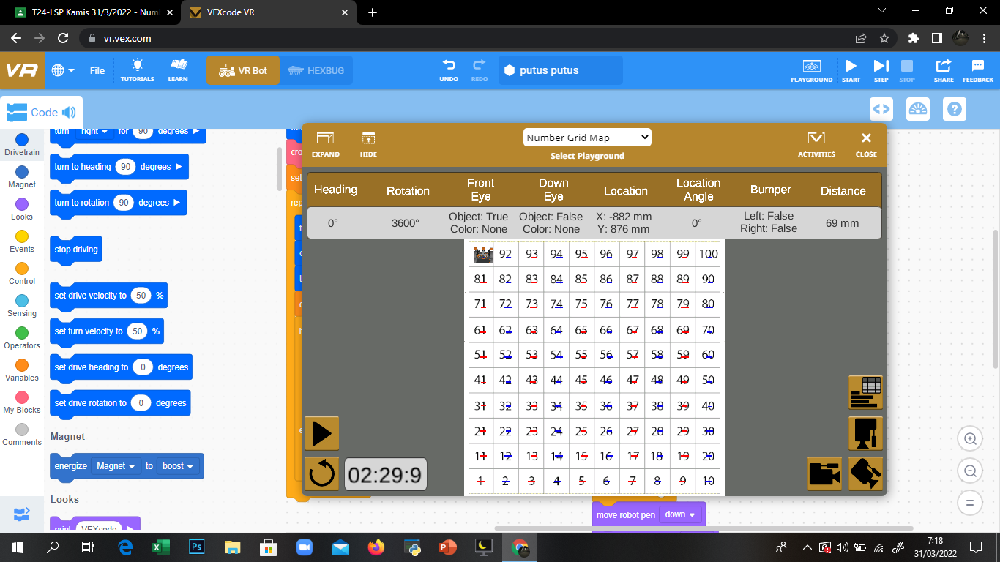 T24-LSP Kamis 31/3/2022 - Num
VEXcode VR
vr.vex.com
VR
File
TUTORIALS
LEARN
VR Bot
HEXBUG
UNDO
REDO
putus putus
PLAYGROUND
START
STEP
STOP
SHARE
FEEDBACK
Code
Drivetrain
Magnet
Looks
Events
Control
Sensing
Operators
Variables
My Blocks
Comments
turn right for 90 degrees
turn to heading 90 degrees
turn to rotation 90 degrees
stop driving
set drive velocity to 50 %
set turn velocity to 50 %
set drive heading to 0 degrees
set drive rotation to 0 degrees
Magnet
energize Magnet to boost
Looks
print VEXcode
EXPAND
HIDE
Number Grid Map
Select Playground
ACTIVITIES
CLOSE
Heading Rotation Front Eye Down Eye Location Location Angle Bumper Distance
0° 3600° Object: True Color: None Object: False Color: None X: -882 mm Y: 876 mm 0° Left: False Right: False 69 mm
92 93 94 95 96 97 98 99 100
81 82 83 84 85 86 87 88 89 90
71 72 73 74 75 76 77 78 79 80
61 62 63 64 65 66 67 68 69 70
51 52 53 54 55 56 57 58 59 60
41 42 43 44 45 46 47 48 49 50
31 32 33 34 35 36 37 38 39 40
21 22 23 24 25 26 27 28 29 30
11 12 13 14 15 16 17 18 19 20
1 2 3 4 5 6 7 8 9 10
02:29:9
move robot pen down
7:18
31/03/2022